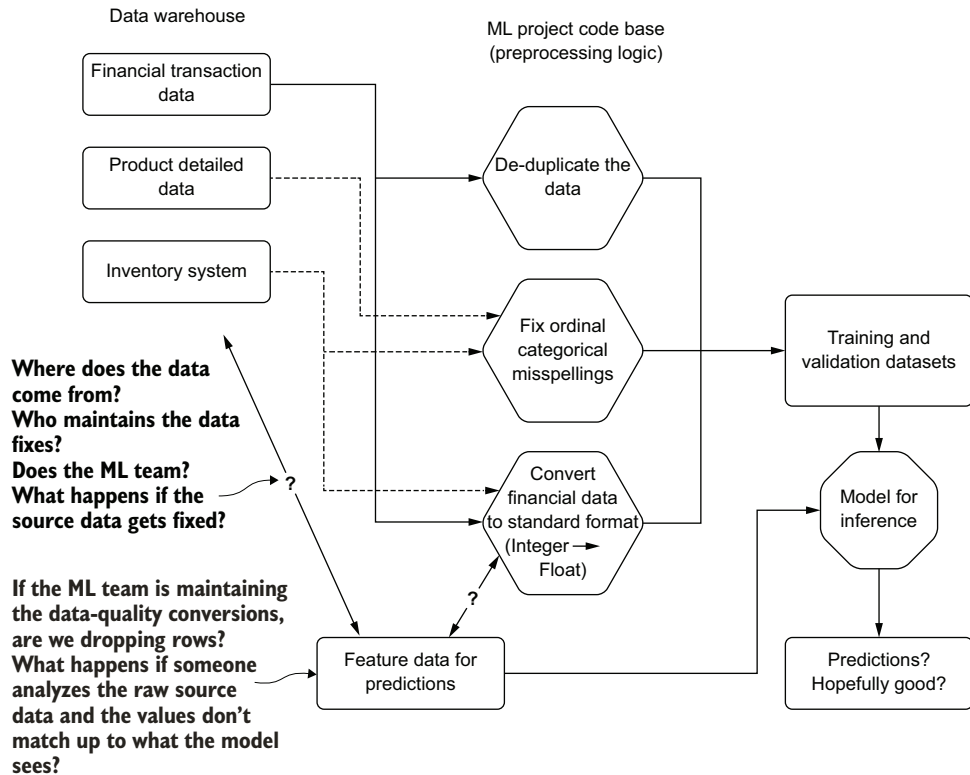 Data warehouse
ML project code base
(preprocessing logic)
Financial transaction
data
Product detailed
data
Inventory system
De-duplicate the
data
Fix ordinal
categorical
misspellings
Convert
financial data
to standard format
(Integer → 
Float)
Training and
validation datasets
Model for
inference
Predictions?
Hopefully good?
Where does the data
come from?
Who maintains the data
fixes?
Does the ML team?
What happens if the
source data gets fixed?
?
?
If the ML team is maintaining
the data-quality conversions,
are we dropping rows?
What happens if someone
analyzes the raw source
data and the values don’t
match up to what the model
sees?
Feature data for
predictions